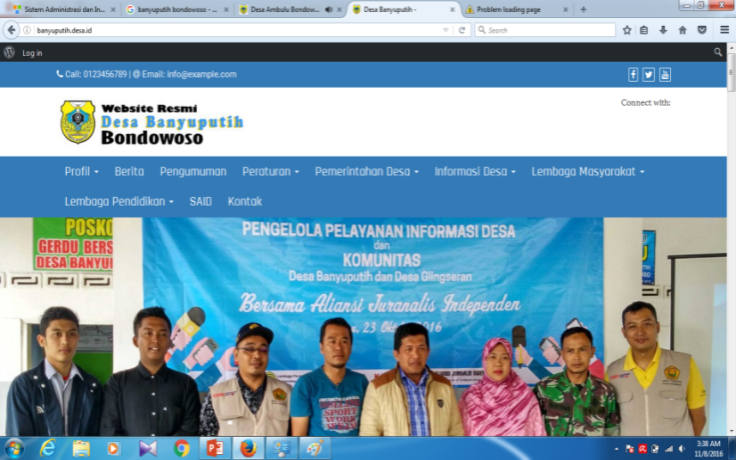 Sistem Administrasi dan In...
banyuputih bondowoso - ...
Desa Ambulu Bondow...
Desa Banyuputih -
Problem loading page
banyuputih.desa.id
Search
Log in
Call: 0123456789 | @ Email: info@example.com
Website Resmi
Desa Banyuputih
Bondowoso
Connect with:
Profil
Berita
Pengumuman
Peraturan
Pemerintahan Desa
Informasi Desa
Lembaga Masyarakat
Lembaga Pendidikan
SAID
Kontak
POSKO
GERDU BERS
DESA BANYU
PENGELOLA PELAYANAN INFORMASI DESA
dan
KOMUNITAS
Desa Banyuputih dan Desa Glingseran
Bersama Aliansi Juranalis Independen
23 Okt 2016
3:38 AM
11/8/2016